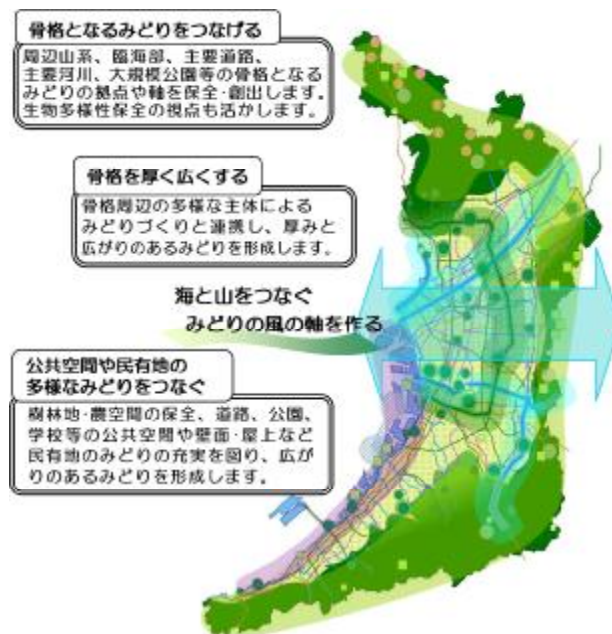 骨格となるみどりをつなげる
周辺山系、臨海部、主要道路、
主要河川、大規模公園等の骨格となる
みどりの拠点や軸を保全・創出します。
生物多様性保全の視点も活かします。
骨格を厚く広くする
骨格周辺の多様な主体による
みどりづくりと連携し、厚みと
広がりのあるみどりを形成します。
海と山をつなぐ
みどりの風の軸を作る
公共空間や民有地の
多様なみどりをつなぐ
樹林地・農空間の保全、道路、公園、
学校等の公共空間や壁面・屋上など
民有地のみどりの充実を図り、広が
りのあるみどりを形成します。